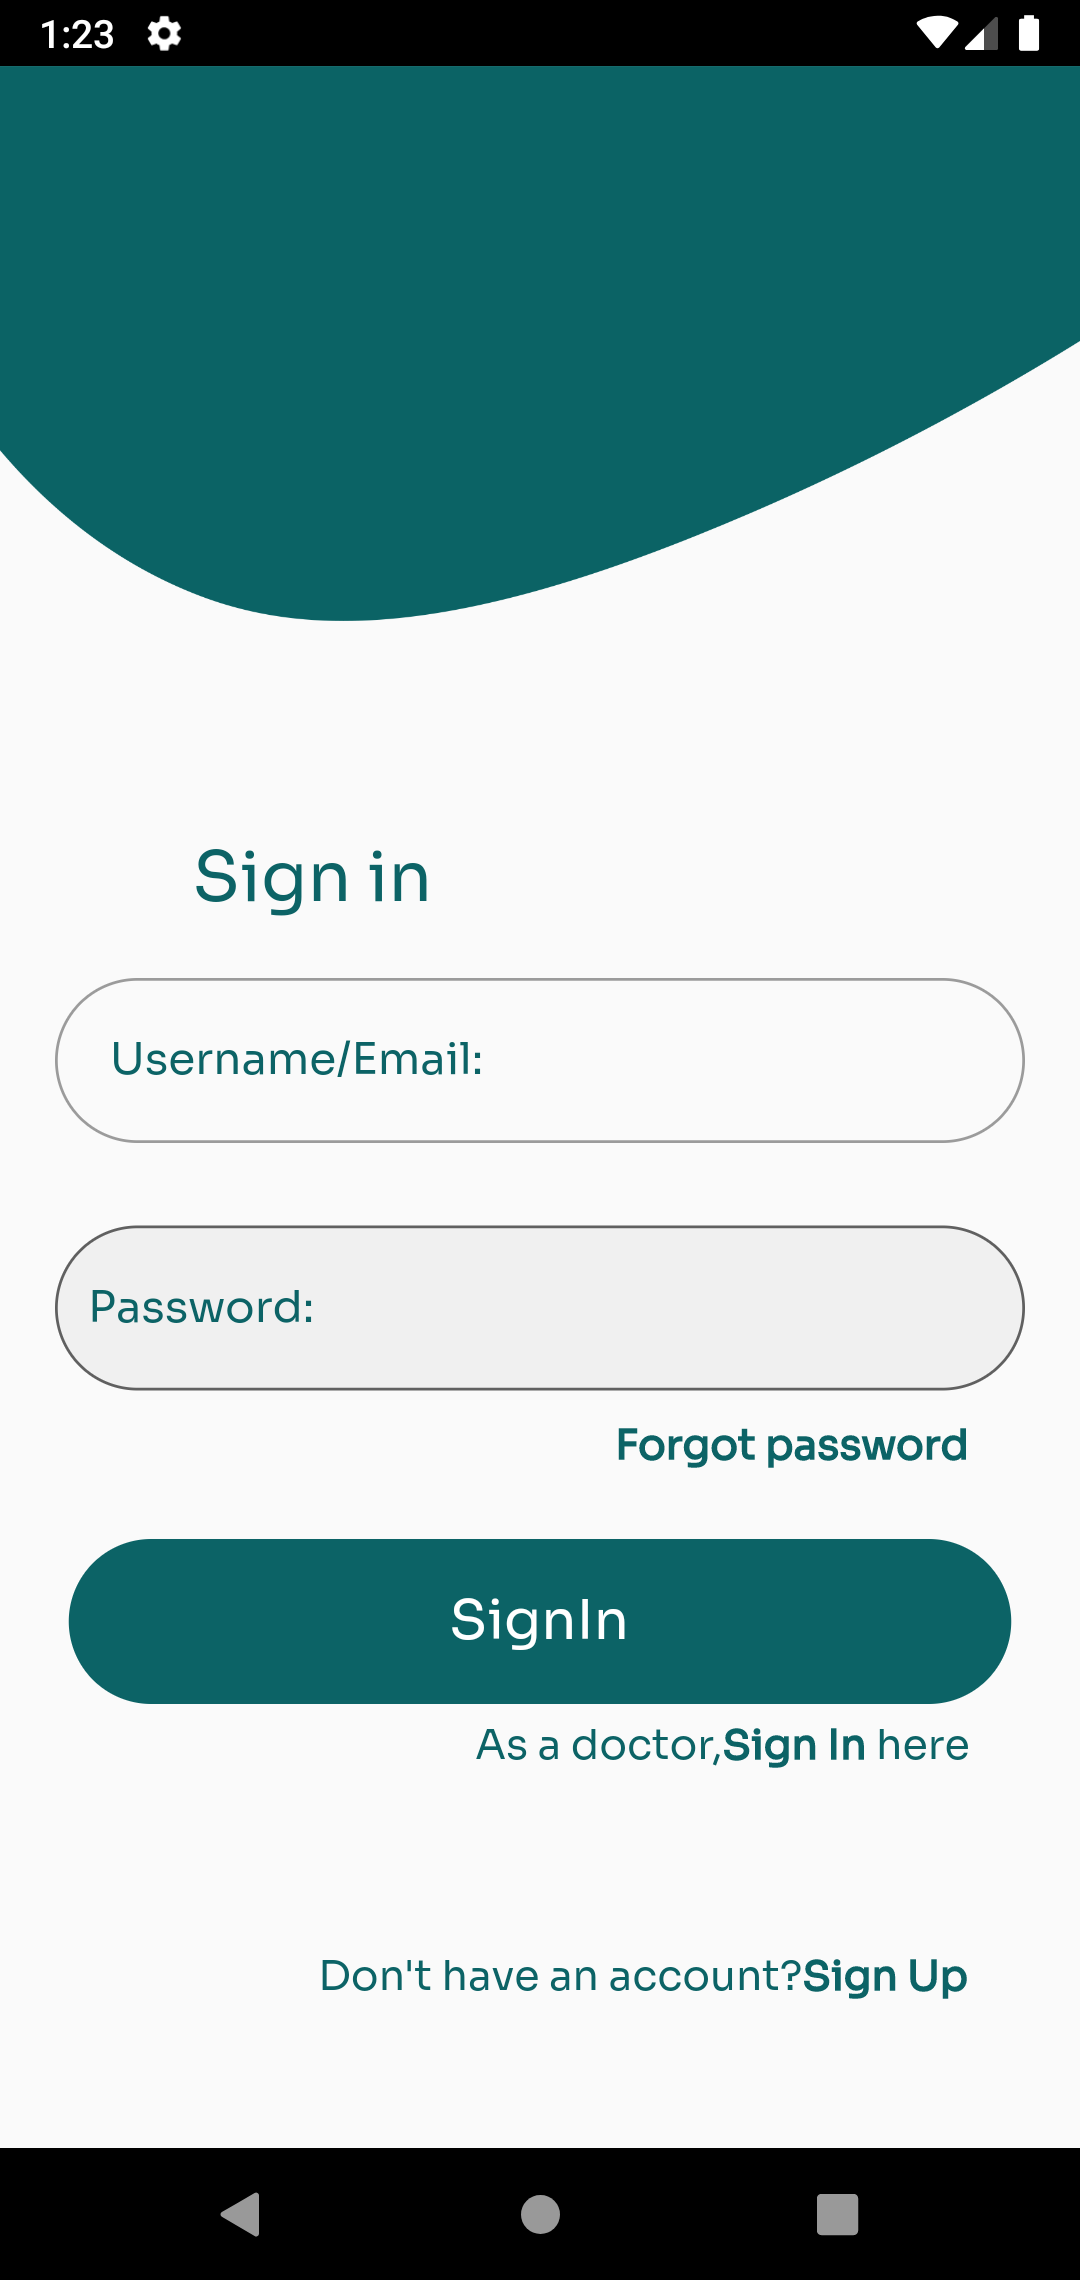 1:23
Sign in
Username/Email:
Password:
Forgot password
SignIn
As a doctor,Sign In here
Don't have an account?Sign Up